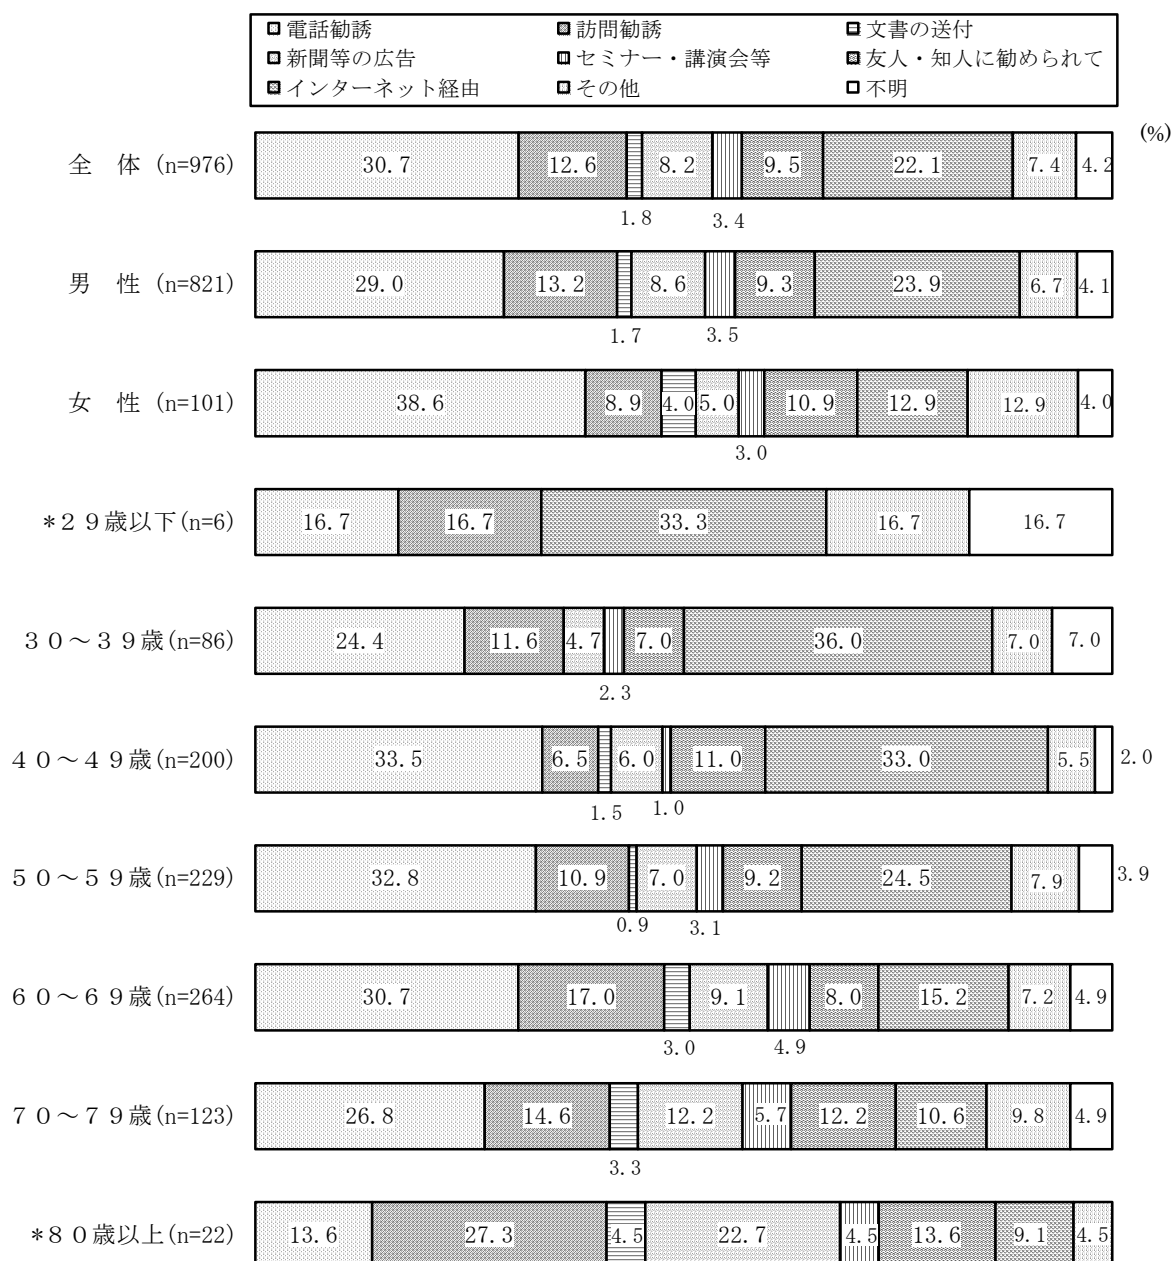 電話勧誘 訪問勧誘 文書の送付
新聞等の広告 セミナー・講演会等 友人・知人に勧められて
インターネット経由 その他 不明
(%)
全 体 (n=976) 30.7 12.6 8.2 9.5 22.1 7.4 4.2
1.8 3.4
男 性 (n=821) 29.0 13.2 8.6 9.3 23.9 6.7 4.1
1.7 3.5
女 性 (n=101) 38.6 8.9 4.0 5.0 10.9 12.9 12.9 4.0
3.0
*２９歳以下(n=6) 16.7 16.7 33.3 16.7 16.7
３０～３９歳(n=86) 24.4 11.6 4.7 7.0 36.0 7.0 7.0
2.3
４０～４９歳(n=200) 33.5 6.5 6.0 11.0 33.0 5.5 2.0
1.5 1.0
５０～５９歳(n=229) 32.8 10.9 7.0 9.2 24.5 7.9 3.9
0.9 3.1
６０～６９歳(n=264) 30.7 17.0 9.1 8.0 15.2 7.2 4.9
3.0 4.9
７０～７９歳(n=123) 26.8 14.6 12.2 5.7 12.2 10.6 9.8 4.9
3.3
*８０歳以上(n=22) 13.6 27.3 4.5 22.7 4.5 13.6 9.1 4.5